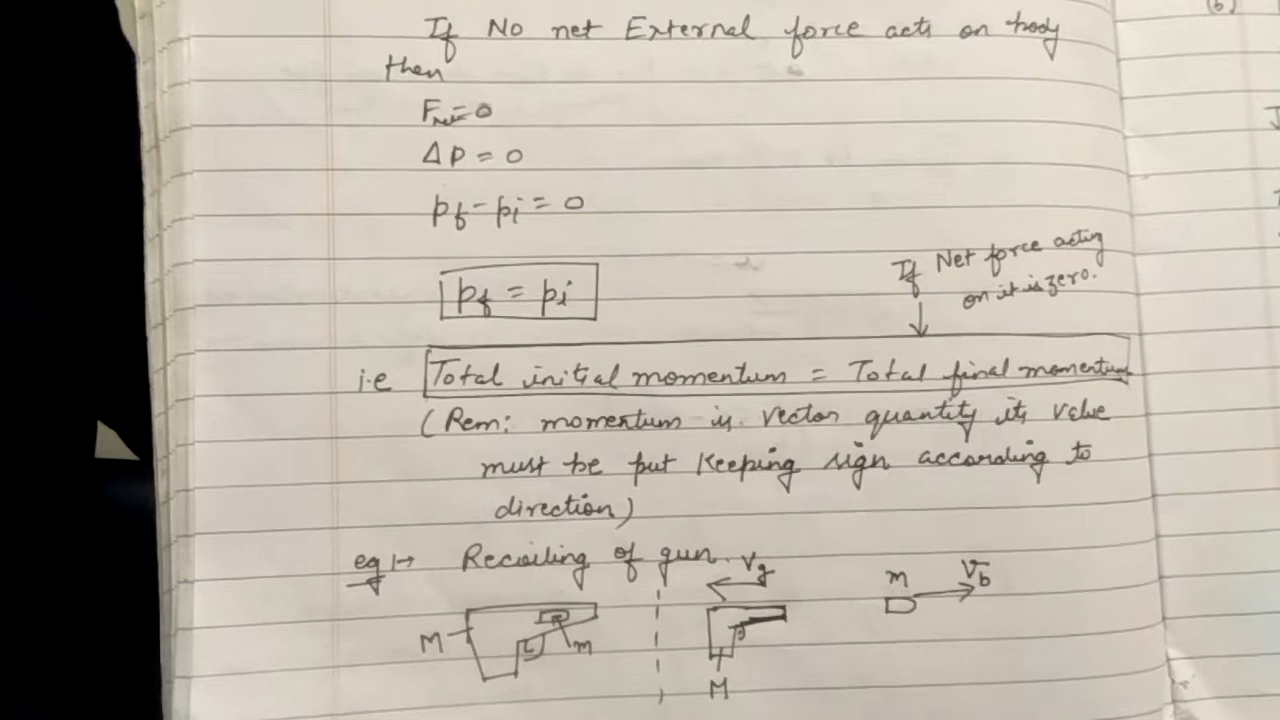 (b)
If No net External force acts on body
then
Fnet=0
ΔP = 0
pf - pi = 0
If Net force acting
on it is zero.
pf = pi
i.e Total initial momentum = Total final momentum
(Rem: momentum is vector quantity its value
must be put keeping sign according to
direction)
eg 1→ Recoiling of gun.
Vg
m
Vb
M
m
M